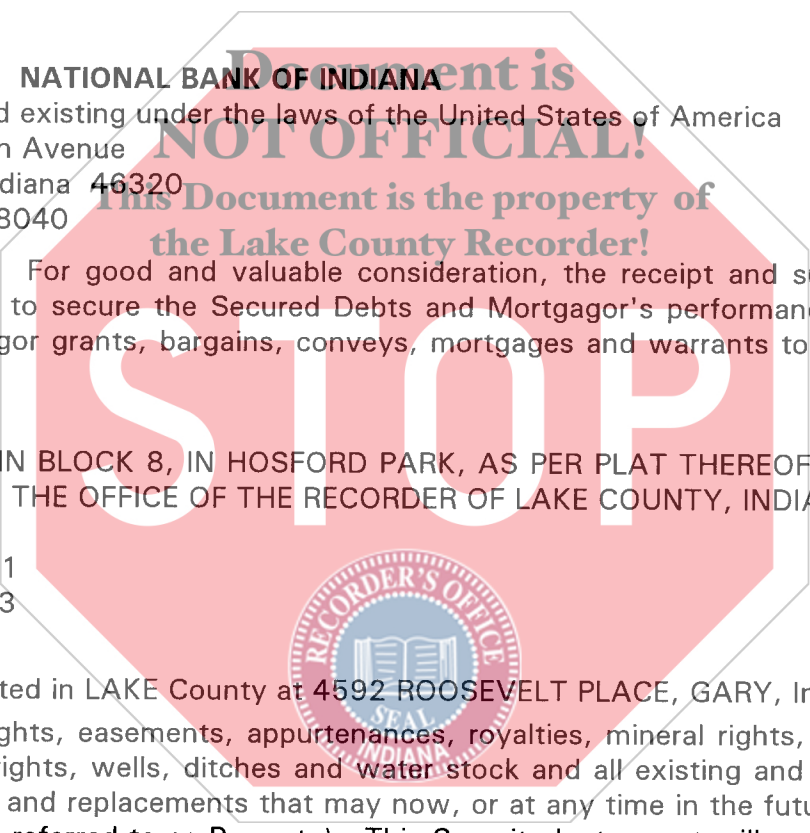 Document is
NATIONAL BANK OF INDIANA
d existing under the laws of the United States of America
NOT OFFICIAL!
n Avenue
diana 46320
This Document is the property of
8040
the Lake County Recorder!
For good and valuable consideration, the receipt and s
to secure the Secured Debts and Mortgagor's performan
gor grants, bargains, conveys, mortgages and warrants to
STOP
IN BLOCK 8, IN HOSFORD PARK, AS PER PLAT THEREOF
THE OFFICE OF THE RECORDER OF LAKE COUNTY, INDIA
1
3
RECORDER'S OFFICE
ted in LAKE County at 4592 ROOSEVELT PLACE, GARY, In
SEAL
INDIANA
ghts, easements, appurtenances, royalties, mineral rights,
rights, wells, ditches and water stock and all existing and
and replacements that may now, or at any time in the futu